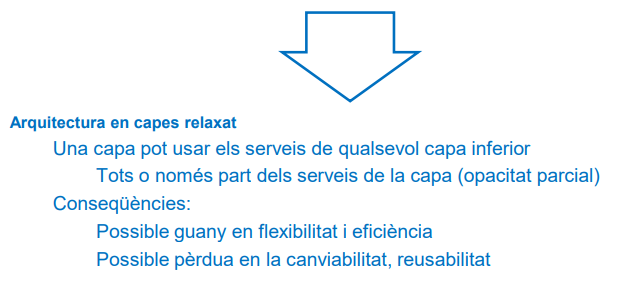 Arquitectura en capes relaxat
Una capa pot usar els serveis de qualsevol capa inferior
Tots o només part dels serveis de la capa (opacitat parcial)
Conseqüències:
Possible guany en flexibilitat i eficiència
Possible pèrdua en la canviabilitat, reusabilitat